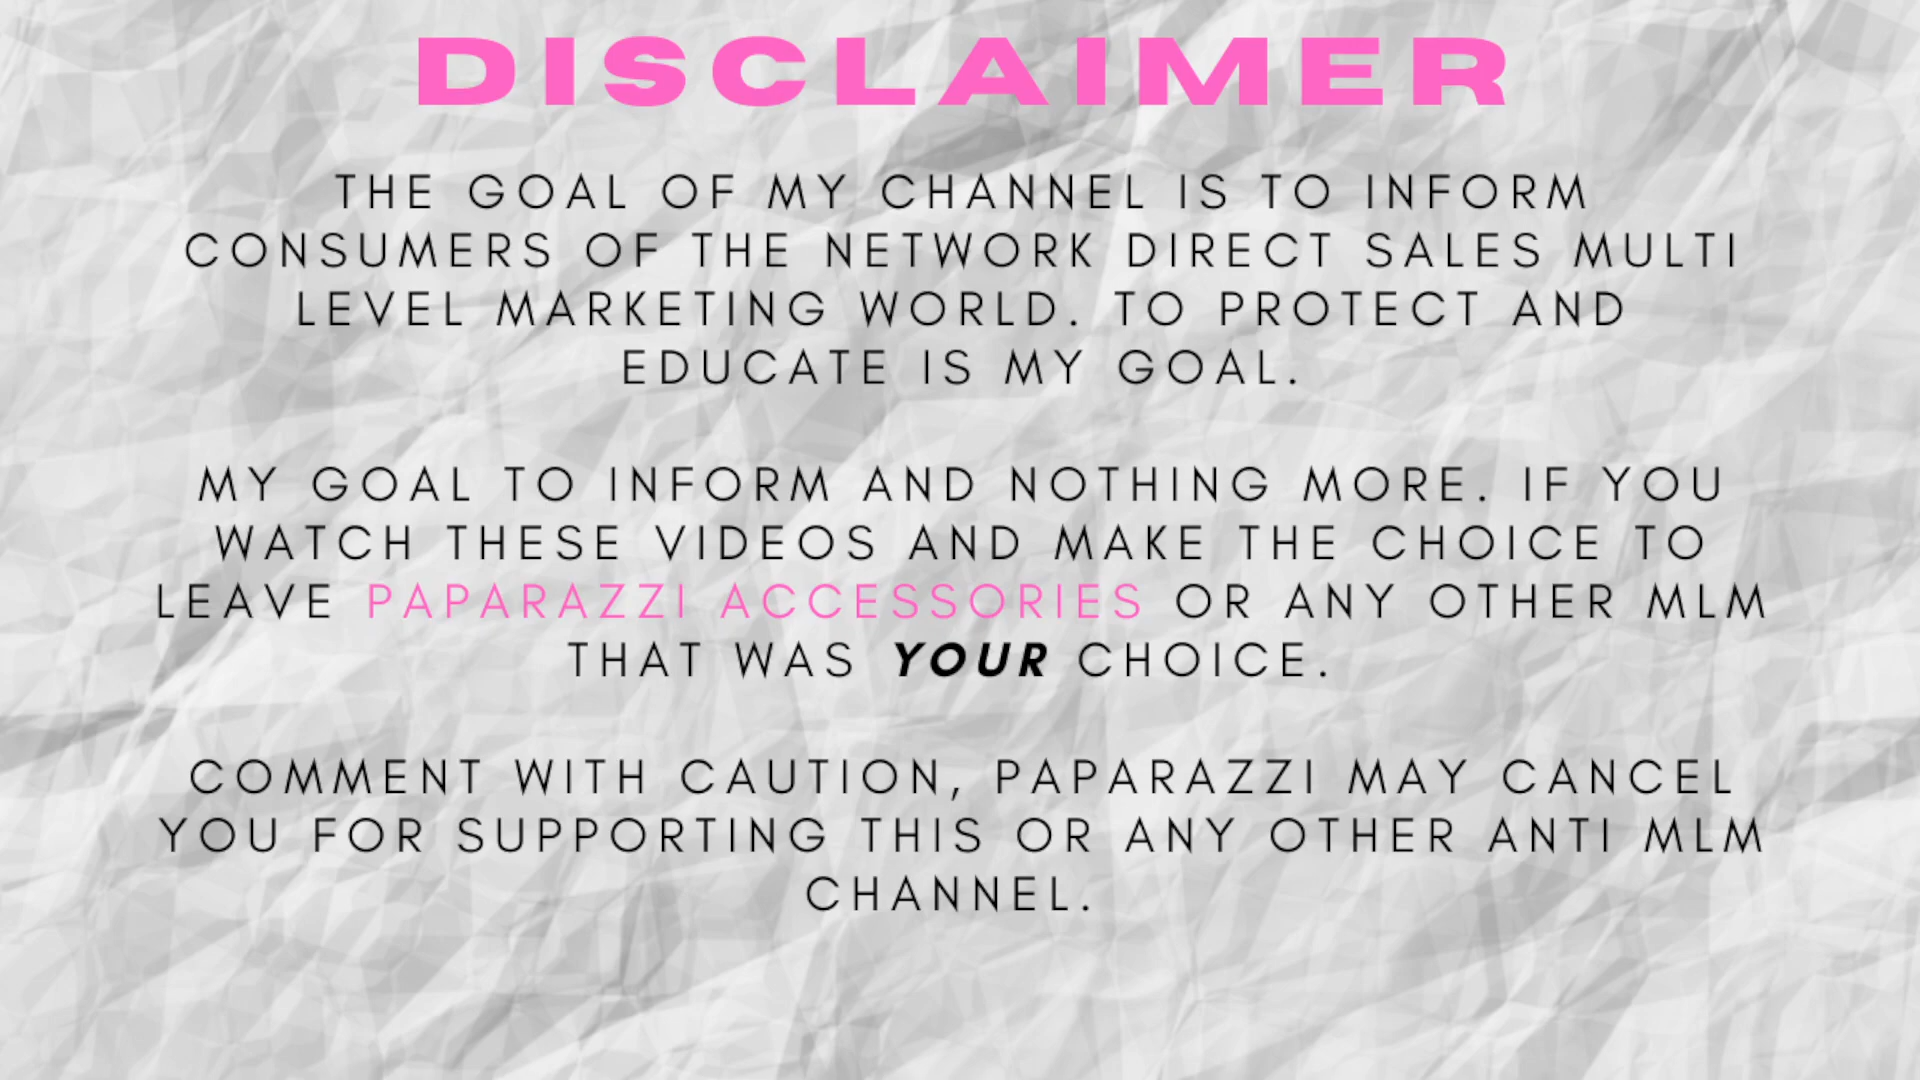 DISCLAIMER
THE GOAL OF MY CHANNEL IS TO INFORM
CONSUMERS OF THE NETWORK DIRECT SALES MULTI
LEVEL MARKETING WORLD. TO PROTECT AND
EDUCATE IS MY GOAL.
MY GOAL TO INFORM AND NOTHING MORE. IF YOU
WATCH THESE VIDEOS AND MAKE THE CHOICE TO
LEAVE PAPARAZZI ACCESSORIES OR ANY OTHER MLM
THAT WAS YOUR CHOICE.
COMMENT WITH CAUTION, PAPARAZZI MAY CANCEL
YOU FOR SUPPORTING THIS OR ANY OTHER ANTI MLM
CHANNEL.